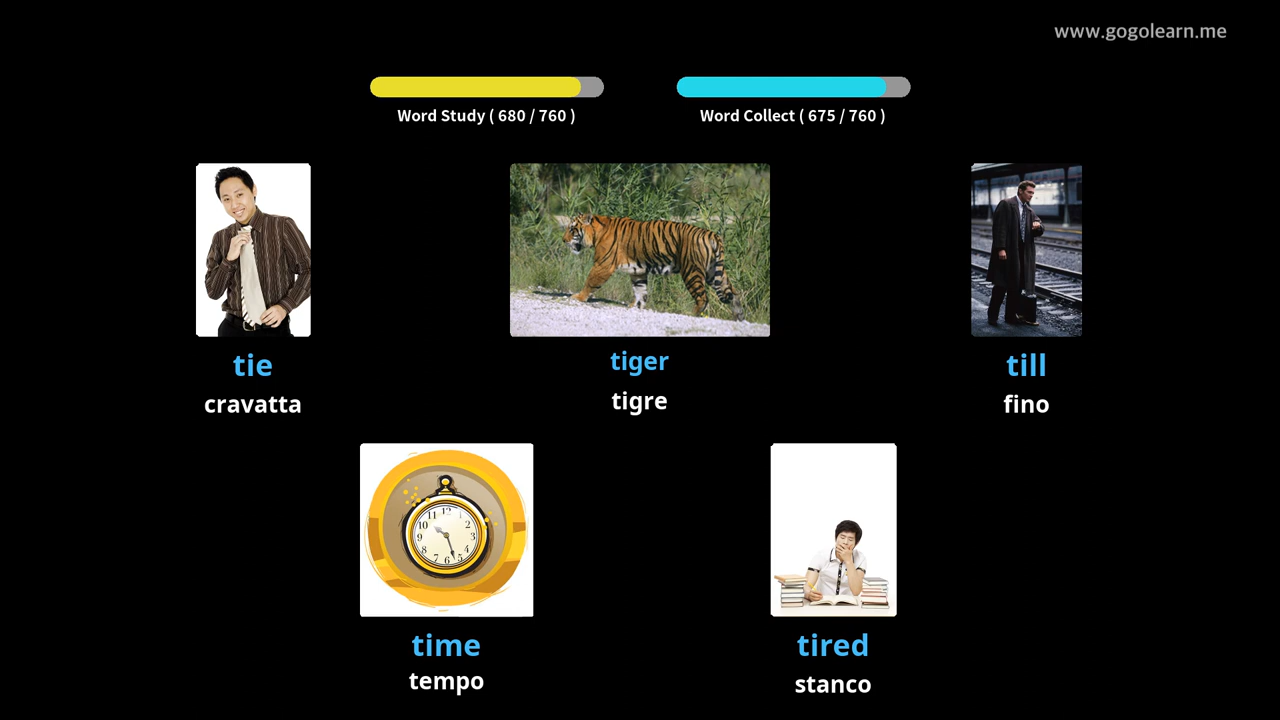 www.gogolearn.me
Word Study ( 680 / 760 )
Word Collect ( 675 / 760 )
tie
cravatta
tiger
tigre
till
fino
time
tempo
tired
stanco